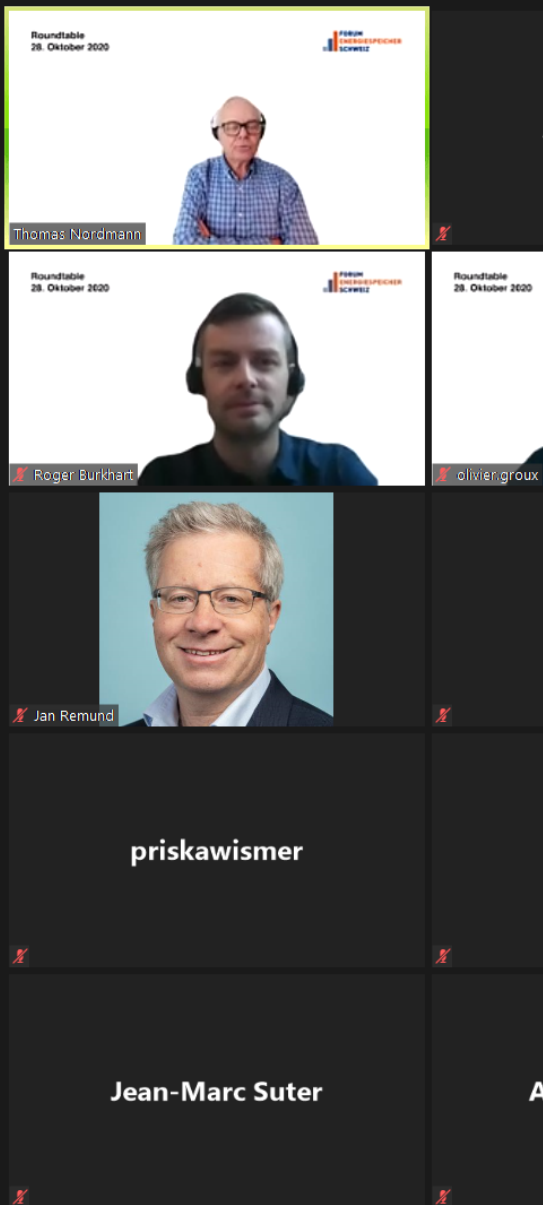 Roundtable
28. Oktober 2020
FORUM
ENERGIESPEICHER
SCHWEIZ
Thomas Nordmann
Roundtable
28. Oktober 2020
FORUM
ENERGIESPEICHER
SCHWEIZ
Roger Burkhart
Roundtable
28. Oktober 2020
olivier.groux
Jan Remund
priskawismer
Jean-Marc Suter
A